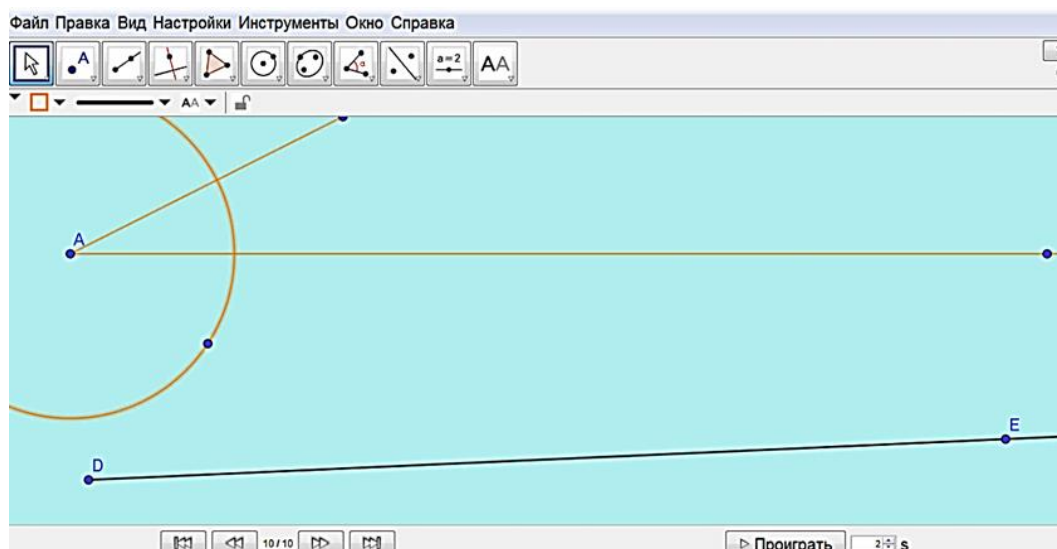 Файл Правка Вид Настройки Инструменты Окно Справка
A a=2 AA
AA
A
E
D
10 / 10 Проиграть 2 s